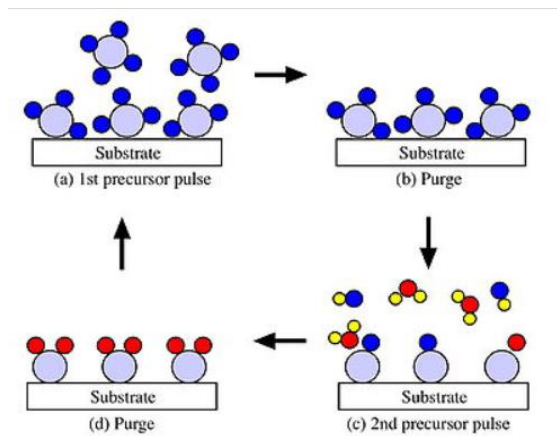 Substrate
(a) 1st precursor pulse
Substrate
(b) Purge
Substrate
(d) Purge
Substrate
(c) 2nd precursor pulse